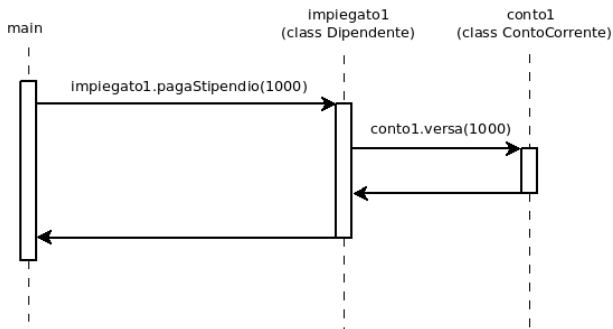 main
impiegato1
(class Dipendente)
conto1
(class ContoCorrente)
impiegato1.pagaStipendio(1000)
conto1.versa(1000)